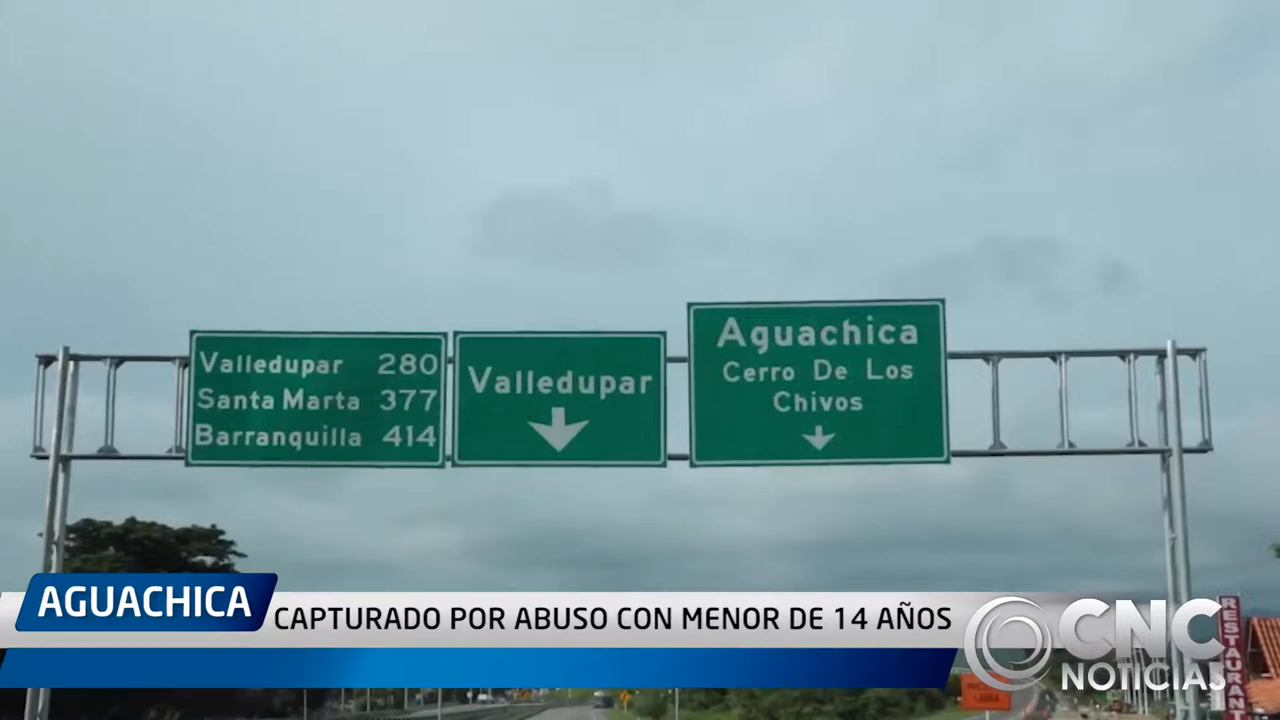 Valledupar 280
Santa Marta 377
Barranquilla 414
Valledupar
Aguachica
Cerro De Los
Chivos
AGUACHICA
CAPTURADO POR ABUSO CON MENOR DE 14 AÑOS
CNC
NOTICIAS
RESTAURANT